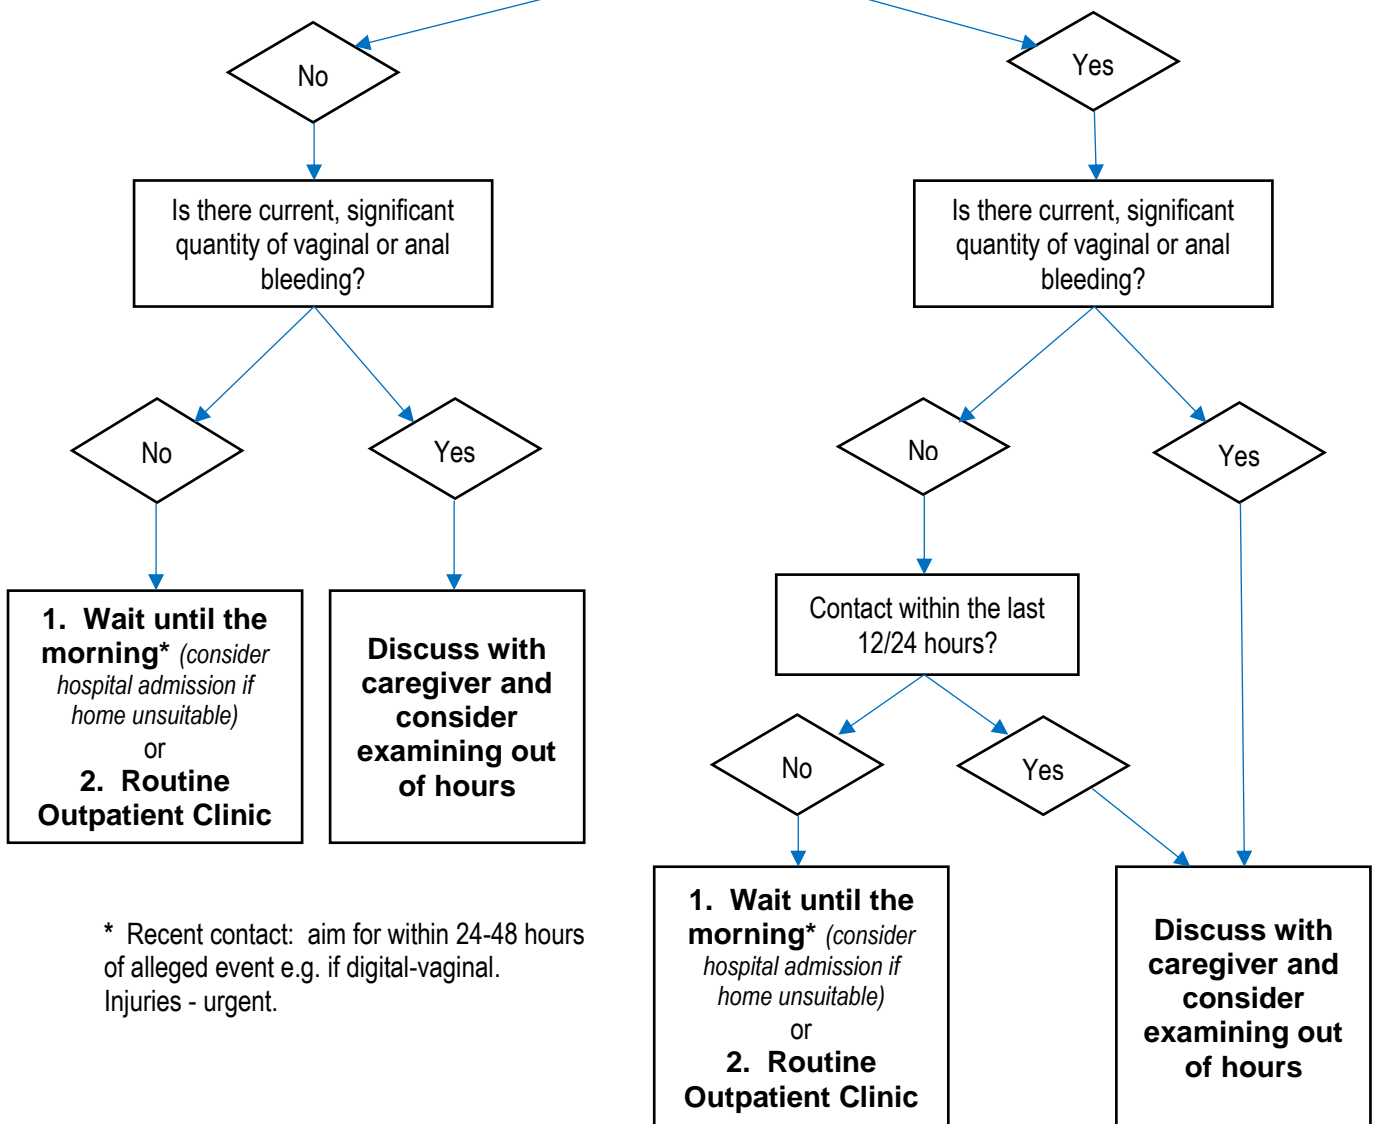 No
Yes
Is there current, significant
quantity of vaginal or anal
bleeding?
Is there current, significant
quantity of vaginal or anal
bleeding?
No
Yes
No
Yes
1. Wait until the
morning* (consider
hospital admission if
home unsuitable)
or
2. Routine
Outpatient Clinic
Discuss with
caregiver and
consider
examining out
of hours
Contact within the last
12/24 hours?
No
Yes
* Recent contact: aim for within 24-48 hours
of alleged event e.g. if digital-vaginal.
Injuries - urgent.
1. Wait until the
morning* (consider
hospital admission if
home unsuitable)
or
2. Routine
Outpatient Clinic
Discuss with
caregiver and
consider
examining out
of hours